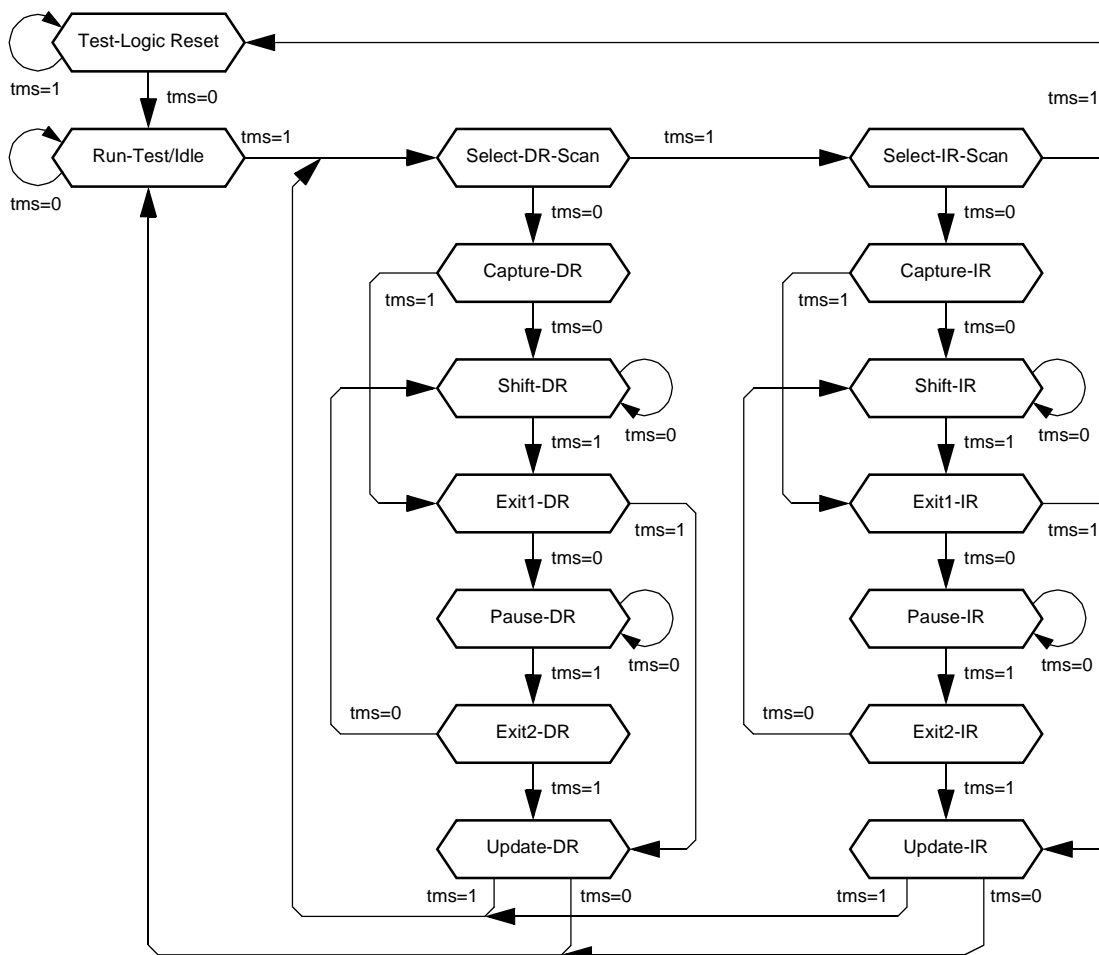 Test-Logic Reset
tms=1
tms=0
tms=1
Run-Test/Idle
tms=1
tms=0
Select-DR-Scan
tms=1
Select-IR-Scan
tms=0
tms=0
Capture-DR
Capture-IR
tms=1
tms=1
tms=0
tms=0
Shift-DR
Shift-IR
tms=0
tms=0
tms=1
tms=1
Exit1-DR
Exit1-IR
tms=1
tms=1
tms=0
tms=0
Pause-DR
Pause-IR
tms=0
tms=0
tms=1
tms=1
tms=0
tms=0
Exit2-DR
Exit2-IR
tms=1
tms=1
Update-DR
Update-IR
tms=1
tms=0
tms=1
tms=0